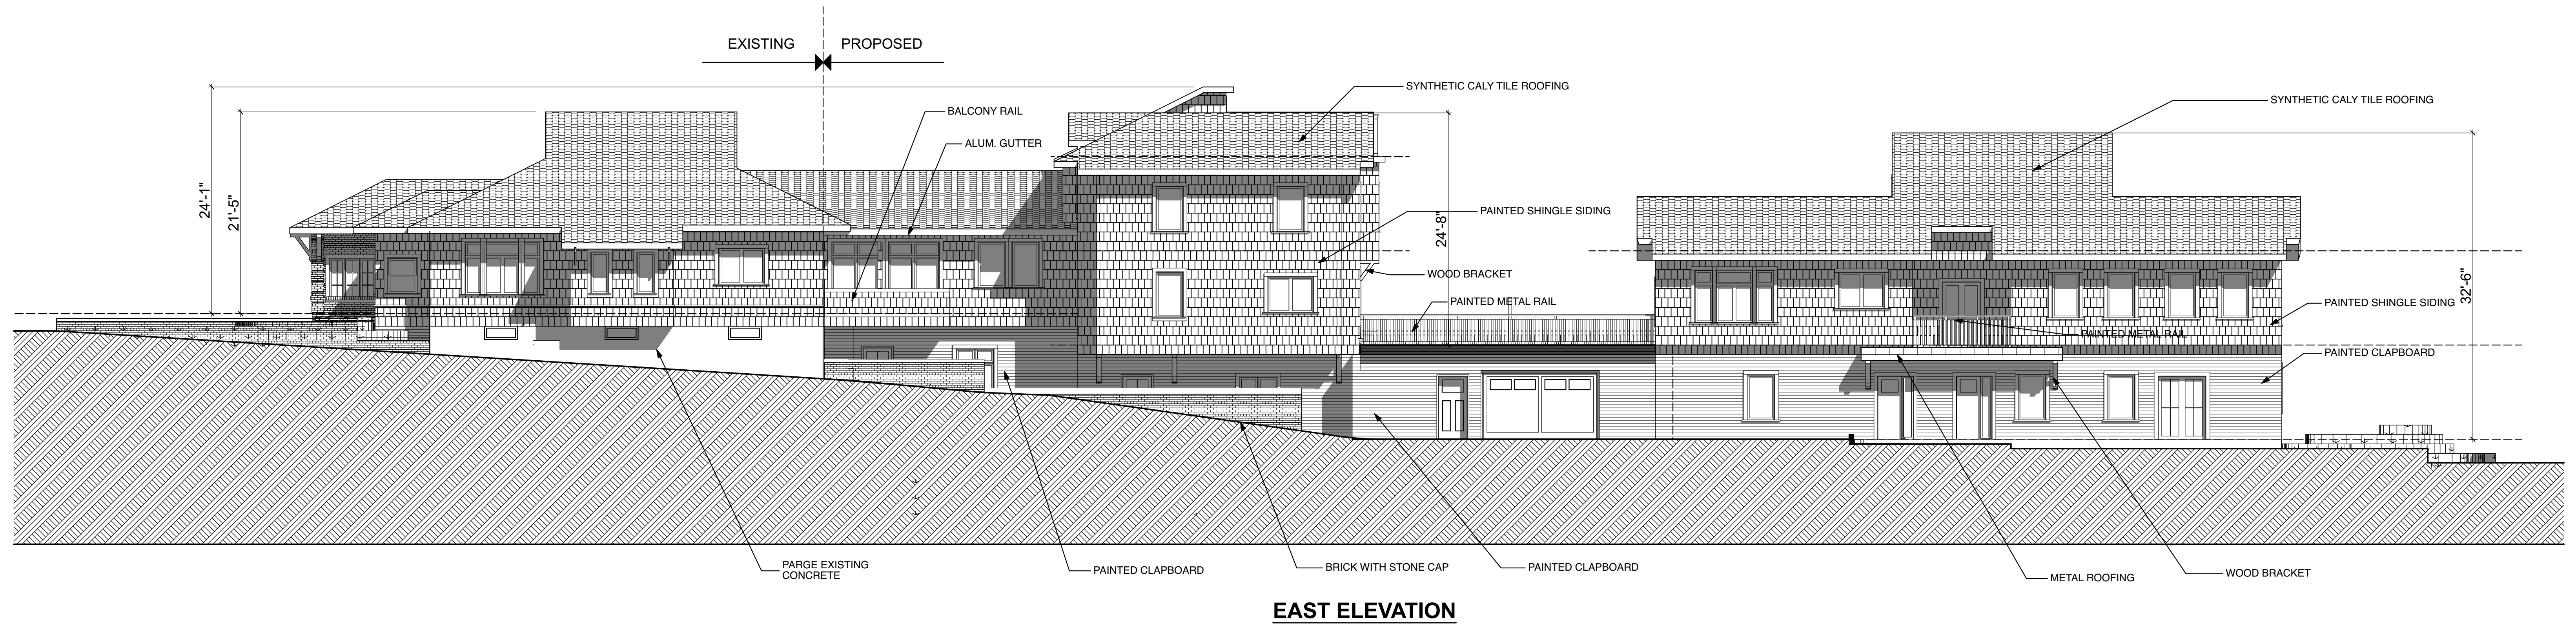 EXISTING PROPOSED
SYNTHETIC CALY TILE ROOFING
SYNTHETIC CALY TILE ROOFING
BALCONY RAIL
ALUM. GUTTER
24'-1"
21'-5"
24'-8"
32'-6"
PAINTED SHINGLE SIDING
WOOD BRACKET
PAINTED METAL RAIL
PAINTED SHINGLE SIDING
PAINTED METAL RAIL
PAINTED CLAPBOARD
PARGE EXISTING
CONCRETE
PAINTED CLAPBOARD
BRICK WITH STONE CAP
PAINTED CLAPBOARD
METAL ROOFING
WOOD BRACKET
EAST ELEVATION